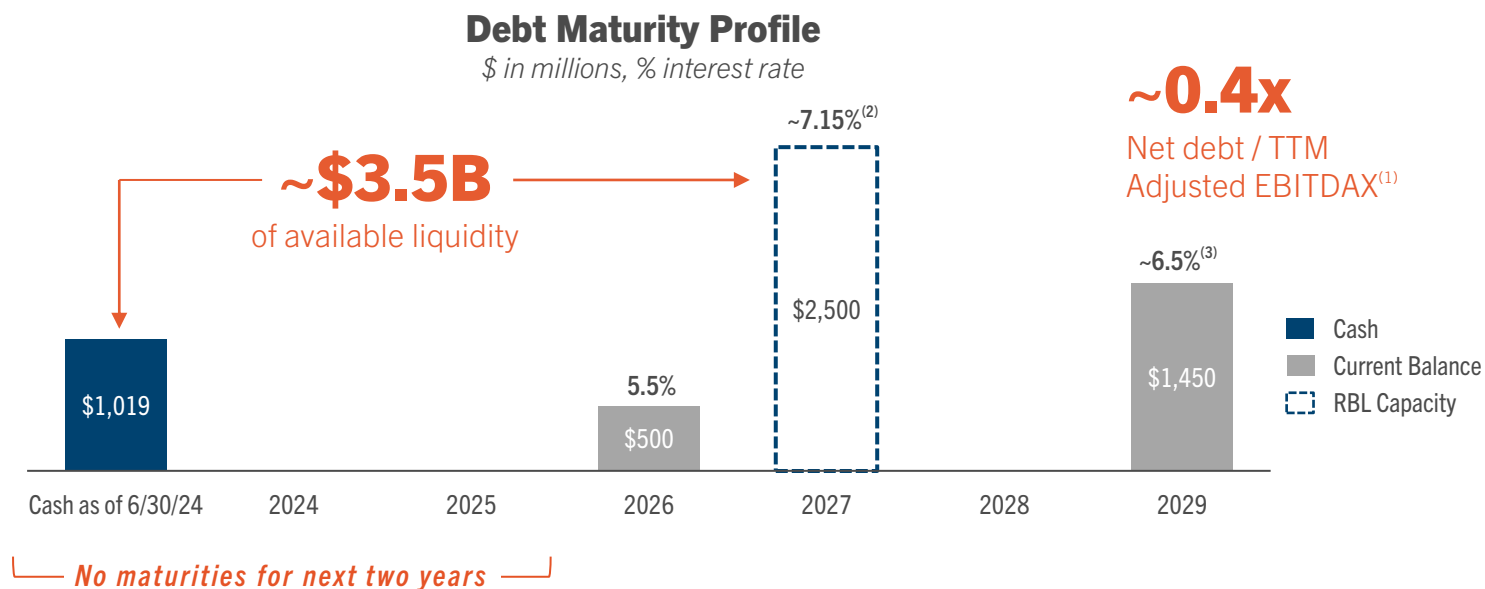 Debt Maturity Profile
$ in millions, % interest rate
~$3.5B
of available liquidity
~0.4x
Net debt / TTM
Adjusted EBITDAX(1)
~7.15%(2)
$2,500
~6.5%(3)
$1,450
5.5%
$500
$1,019
Cash
Current Balance
RBL Capacity
Cash as of 6/30/24 2024 2025 2026 2027 2028 2029
No maturities for next two years